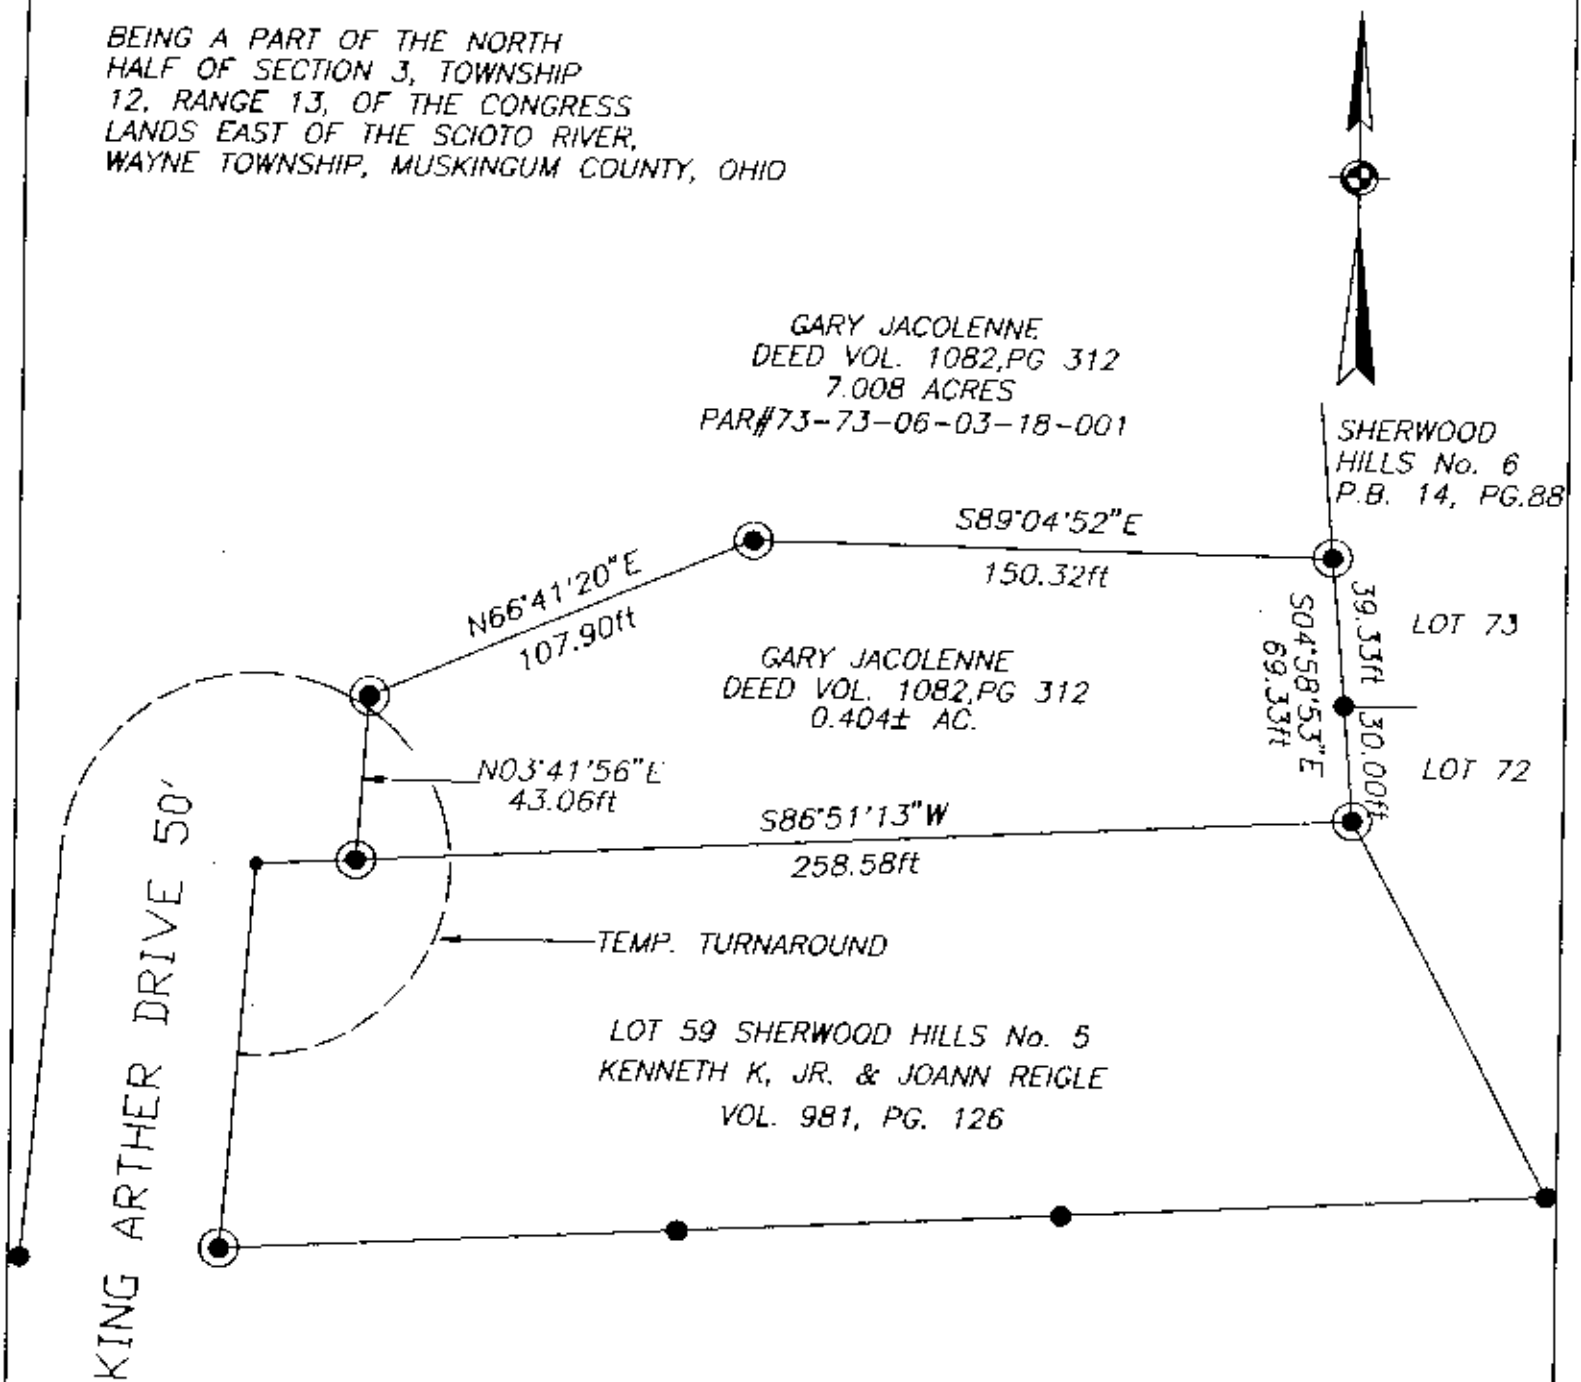 BEING A PART OF THE NORTH
HALF OF SECTION 3, TOWNSHIP
12, RANGE 13, OF THE CONGRESS
LANDS EAST OF THE SCIOTO RIVER,
WAYNE TOWNSHIP, MUSKINGUM COUNTY, OHIO
GARY JACOLENNE
DEED VOL. 1082,PG 312
7.008 ACRES
PAR#73-73-06-03-18-001
SHERWOOD
HILLS No. 6
P.B. 14, PG.88
S89°04'52"E
150.32ft
N66°41'20"E
107.90ft
39.33ft
S04°58'53"E
69.33ft
LOT 73
GARY JACOLENNE
DEED VOL. 1082,PG 312
0.404± AC.
30.00ft
LOT 72
N03°41'56"E
43.06ft
S86°51'13"W
258.58ft
TEMP. TURNAROUND
KING ARTHER DRIVE 50'
LOT 59 SHERWOOD HILLS No. 5
KENNETH K, JR. & JOANN REIGLE
VOL. 981, PG. 126